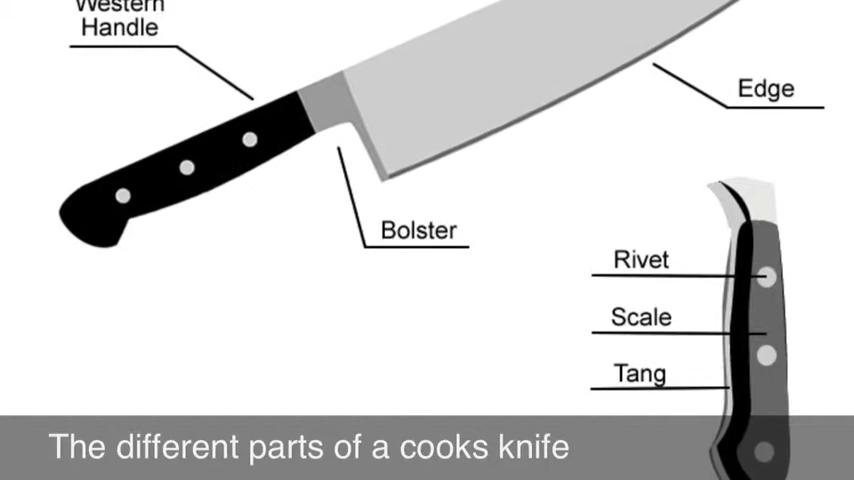 Western
Handle
Edge
Bolster
Rivet
Scale
Tang
The different parts of a cooks knife